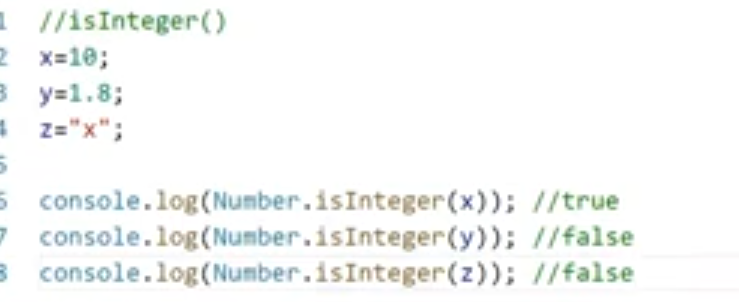 1 //isInteger()
2 x=10;
3 y=1.8;
4 z="x";
5
6 console.log(Number.isInteger(x)); //true
7 console.log(Number.isInteger(y)); //false
8 console.log(Number.isInteger(z)); //false